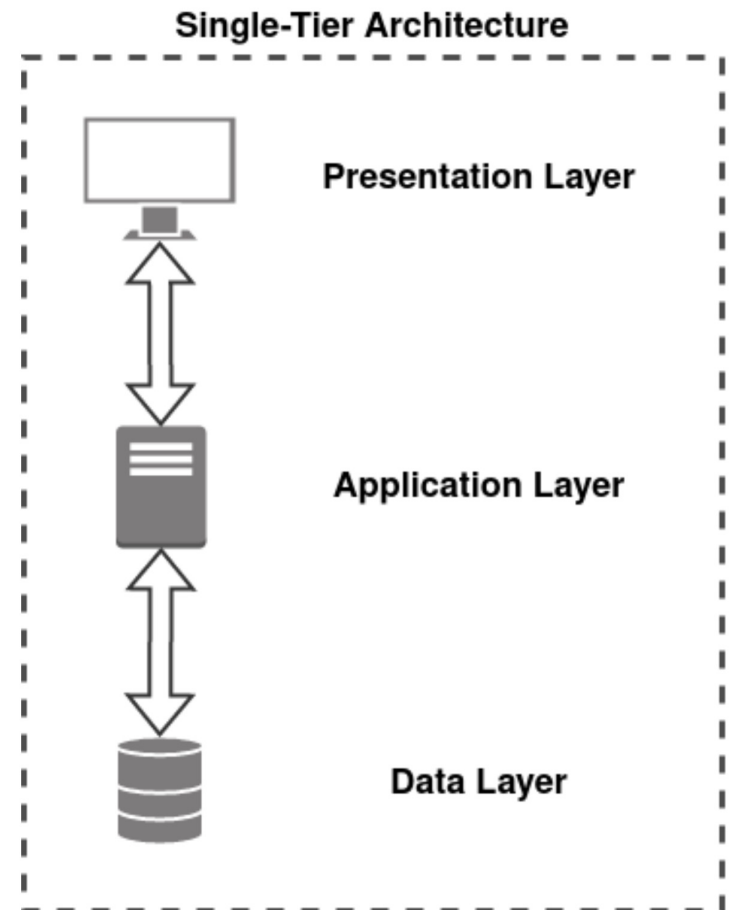 Single-Tier Architecture
Presentation Layer
Application Layer
Data Layer